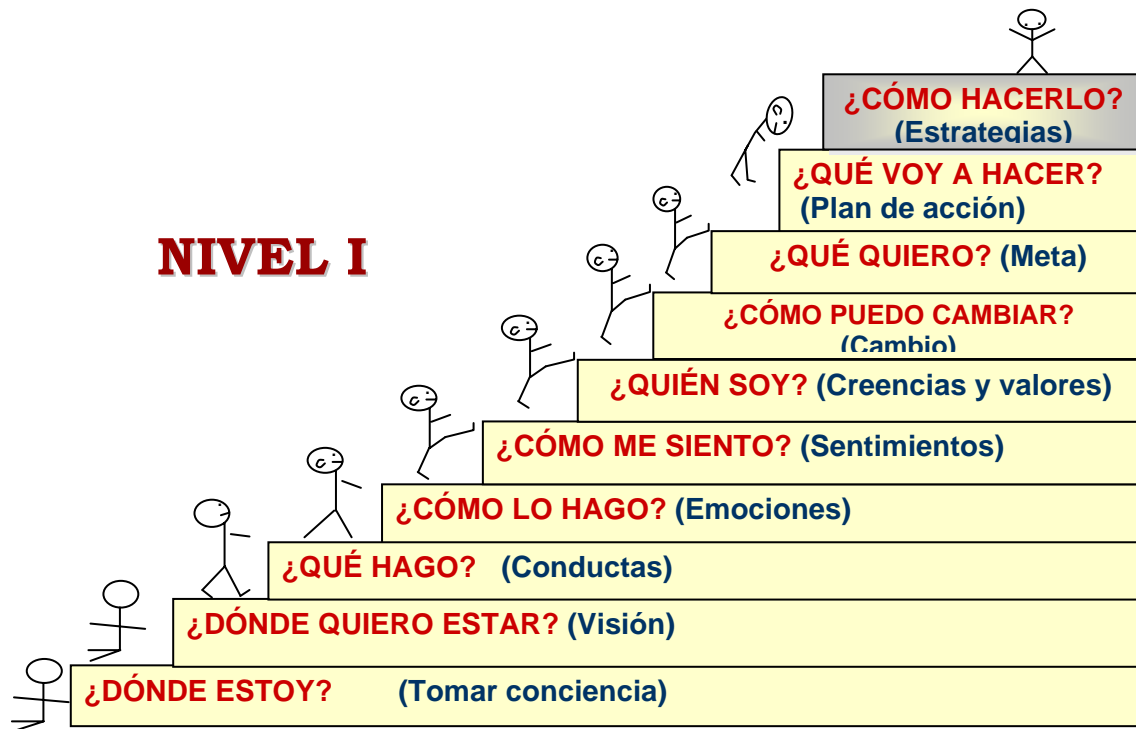 ¿CÓMO HACERLO?
(Estrategias)
¿QUÉ VOY A HACER?
(Plan de acción)
NIVEL I
¿QUÉ QUIERO? (Meta)
¿CÓMO PUEDO CAMBIAR?
(Cambio)
¿QUIÉN SOY? (Creencias y valores)
¿CÓMO ME SIENTO? (Sentimientos)
¿CÓMO LO HAGO? (Emociones)
¿QUÉ HAGO? (Conductas)
¿DÓNDE QUIERO ESTAR? (Visión)
¿DÓNDE ESTOY? (Tomar conciencia)